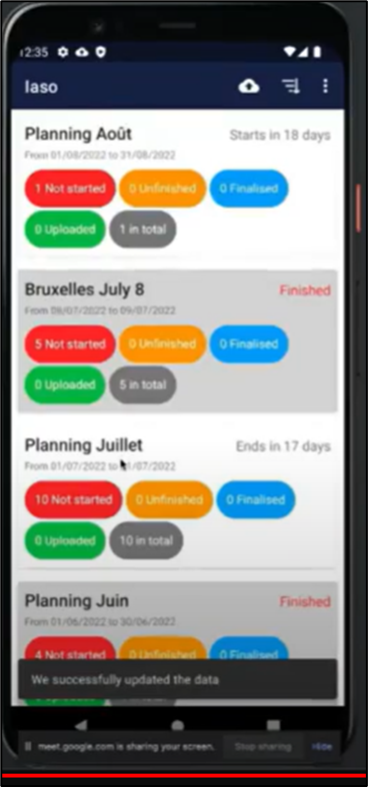 12:35
Iaso
Planning Août
Starts in 18 days
From 01/08/2022 to 31/08/2022
1 Not started
0 Unfinished
0 Finalised
0 Uploaded
1 in total
Bruxelles July 8
Finished
From 08/07/2022 to 09/07/2022
5 Not started
0 Unfinished
0 Finalised
0 Uploaded
5 in total
Planning Juillet
Ends in 17 days
From 01/07/2022 to 1/07/2022
10 Not started
0 Unfinished
0 Finalised
0 Uploaded
10 in total
Planning Juin
Finished
From 01/06/2022 to 30/06/2022
4 Not started
0 Unfinished
0 Finalised
We successfully updated the data
meet.google.com is sharing your screen.
Stop sharing
Hide